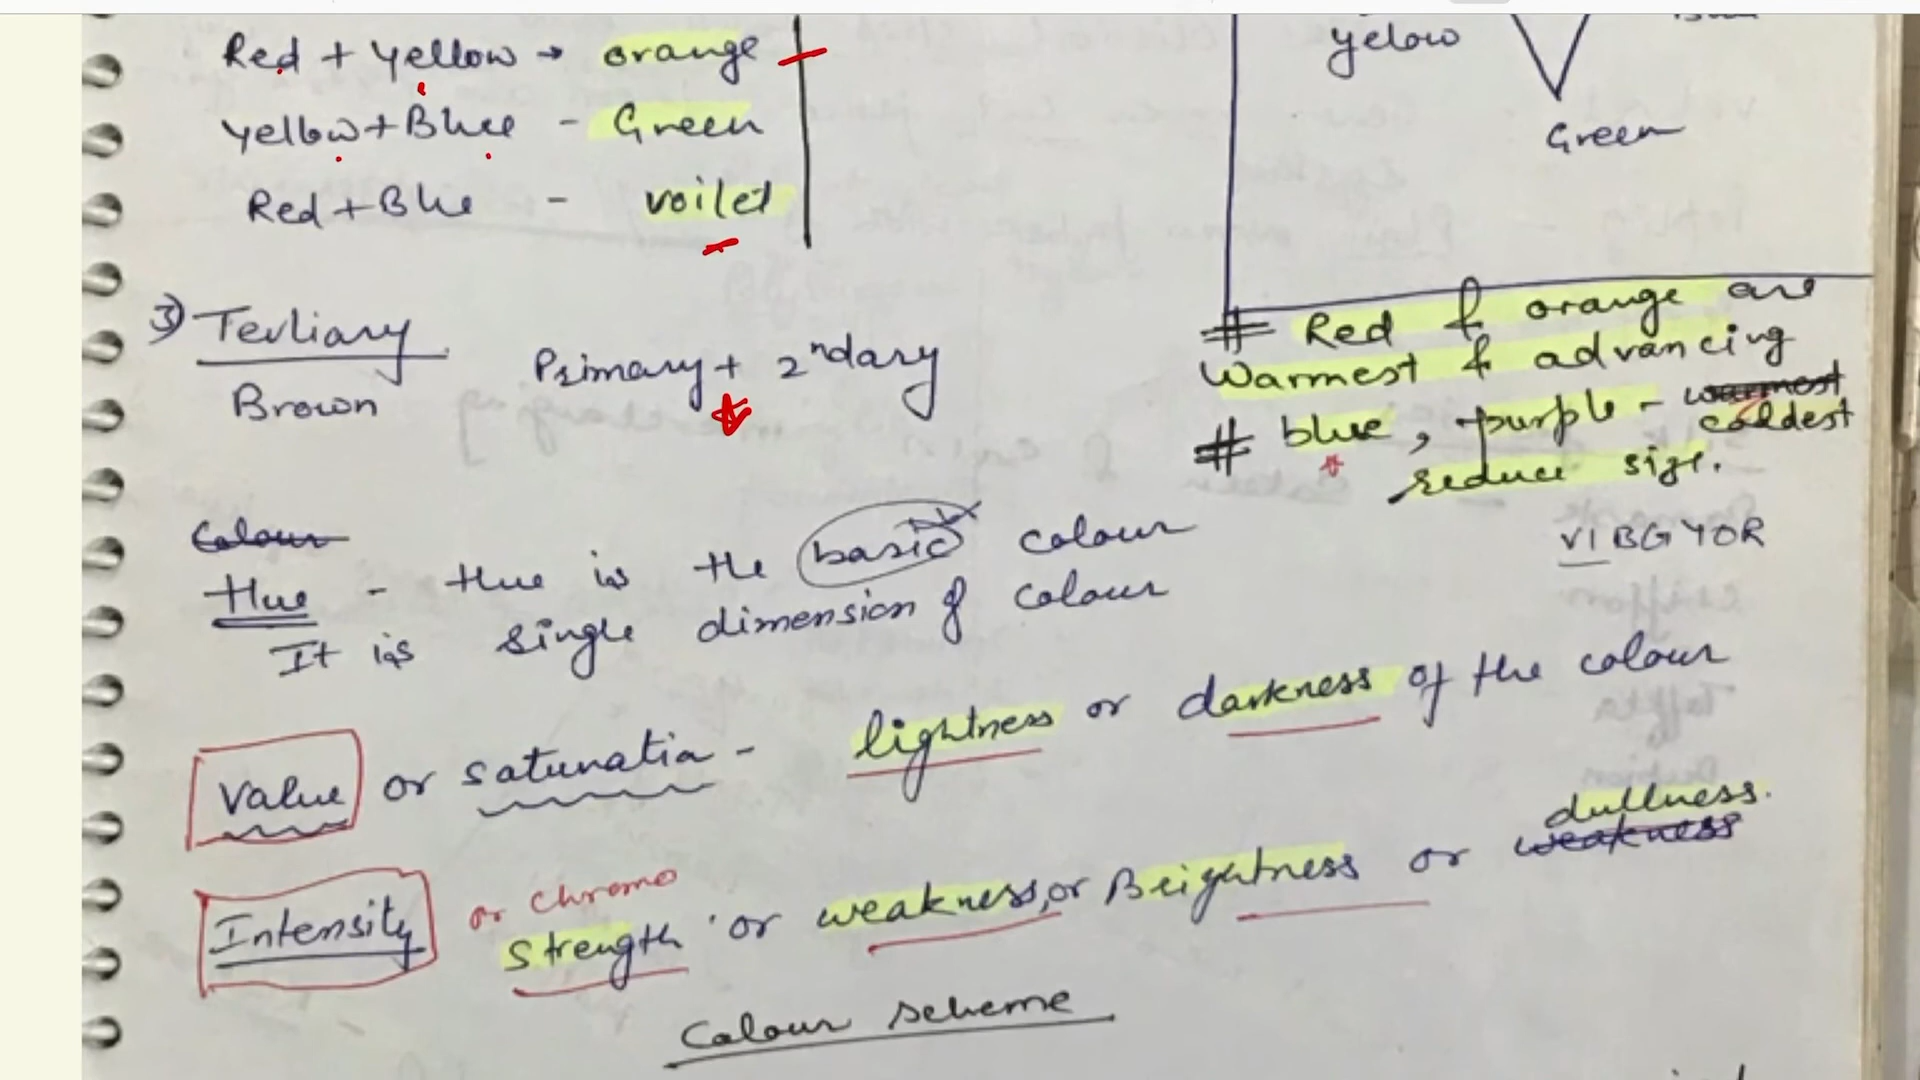 Red + Yellow → orange
Yellow + Blue - Green
Red + Blue - voilet
yelow
Green
3) Tertiary
Brown
Primary + 2ndary
# Red & orange are
Warmest & advancing
# blue, purple - warmest
coldest
reduce size.
VIBGYOR
Colour
Hue - Hue is the basic colour
It is single dimension of colour
Value or saturatio - lightness or darkness of the colour
dullness.
Intensity or chromo
strength or weakness, or Brightness or weakness
Colour scheme